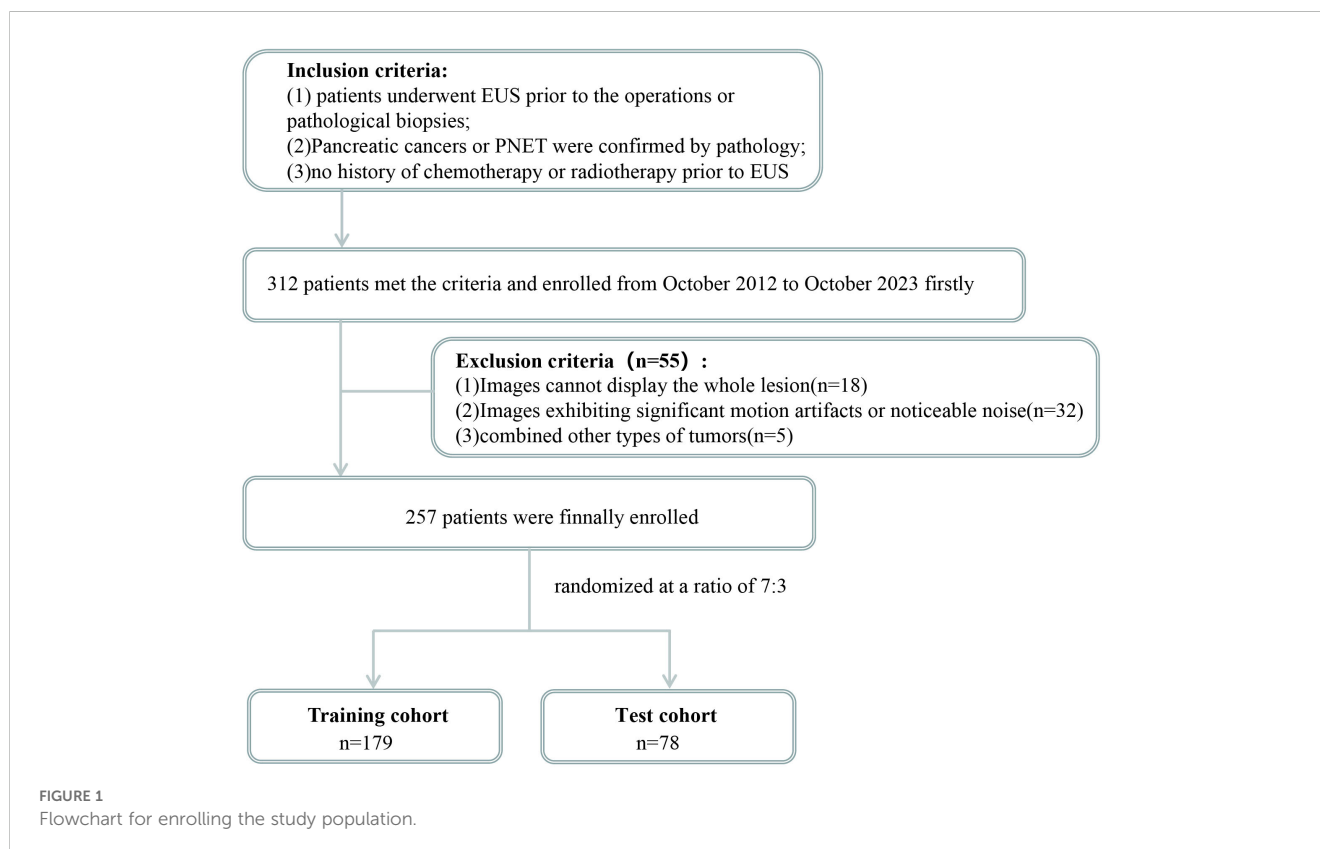 Inclusion criteria:
(1) patients underwent EUS prior to the operations or
pathological biopsies;
(2)Pancreatic cancers or PNET were confirmed by pathology;
(3)no history of chemotherapy or radiotherapy prior to EUS
312 patients met the criteria and enrolled from October 2012 to October 2023 firstly
Exclusion criteria（n=55）:
(1)Images cannot display the whole lesion(n=18)
(2)Images exhibiting significant motion artifacts or noticeable noise(n=32)
(3)combined other types of tumors(n=5)
257 patients were finnally enrolled
randomized at a ratio of 7:3
Training cohort
n=179
Test cohort
n=78
FIGURE 1
Flowchart for enrolling the study population.